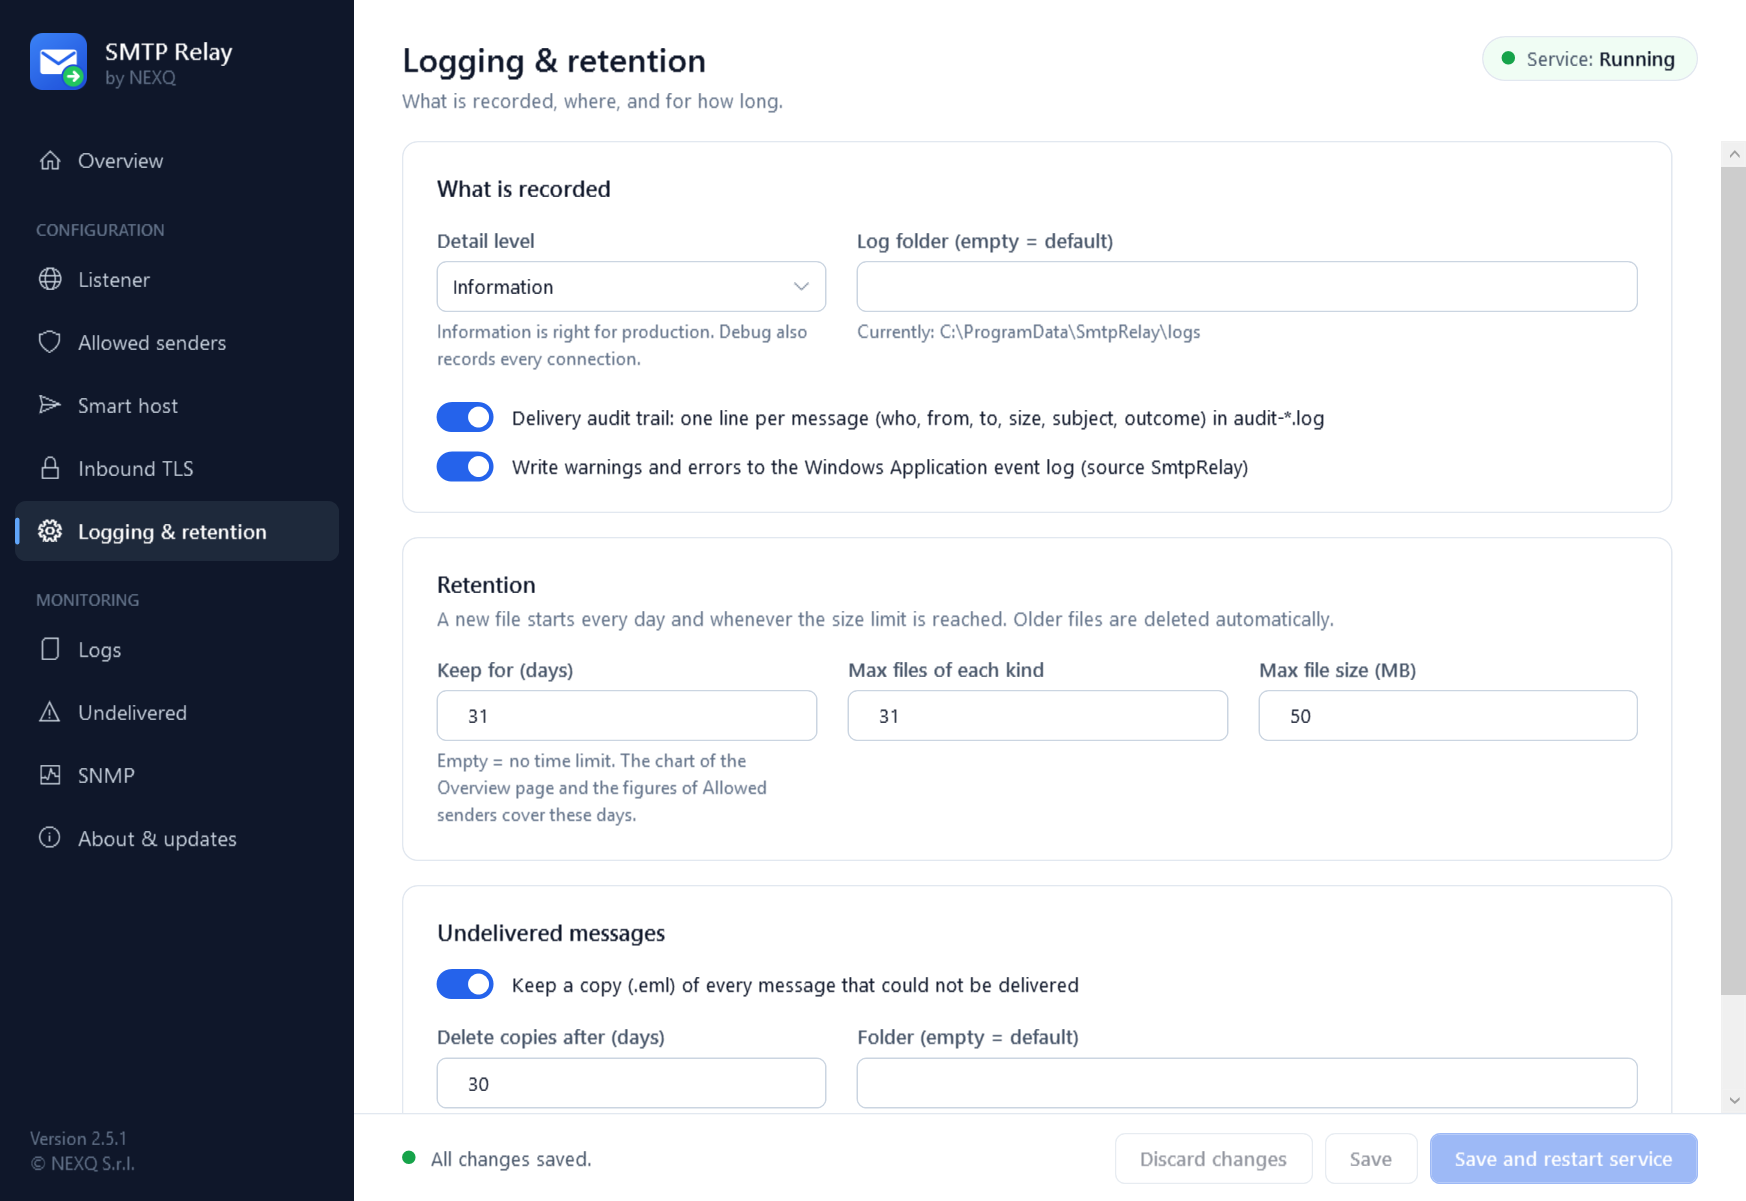 SMTP Relay
by NEXQ
Overview
CONFIGURATION
Listener
Allowed senders
Smart host
Inbound TLS
Logging & retention
MONITORING
Logs
Undelivered
SNMP
About & updates
Version 2.5.1
© NEXQ S.r.l.
Logging & retention
What is recorded, where, and for how long.
Service: Running
What is recorded
Detail level
Information
Information is right for production. Debug also
records every connection.
Log folder (empty = default)
Currently: C:\ProgramData\SmtpRelay\logs
Delivery audit trail: one line per message (who, from, to, size, subject, outcome) in audit-*.log
Write warnings and errors to the Windows Application event log (source SmtpRelay)
Retention
A new file starts every day and whenever the size limit is reached. Older files are deleted automatically.
Keep for (days)
31
Empty = no time limit. The chart of the
Overview page and the figures of Allowed
senders cover these days.
Max files of each kind
31
Max file size (MB)
50
Undelivered messages
Keep a copy (.eml) of every message that could not be delivered
Delete copies after (days)
30
Folder (empty = default)
All changes saved.
Discard changes
Save
Save and restart service